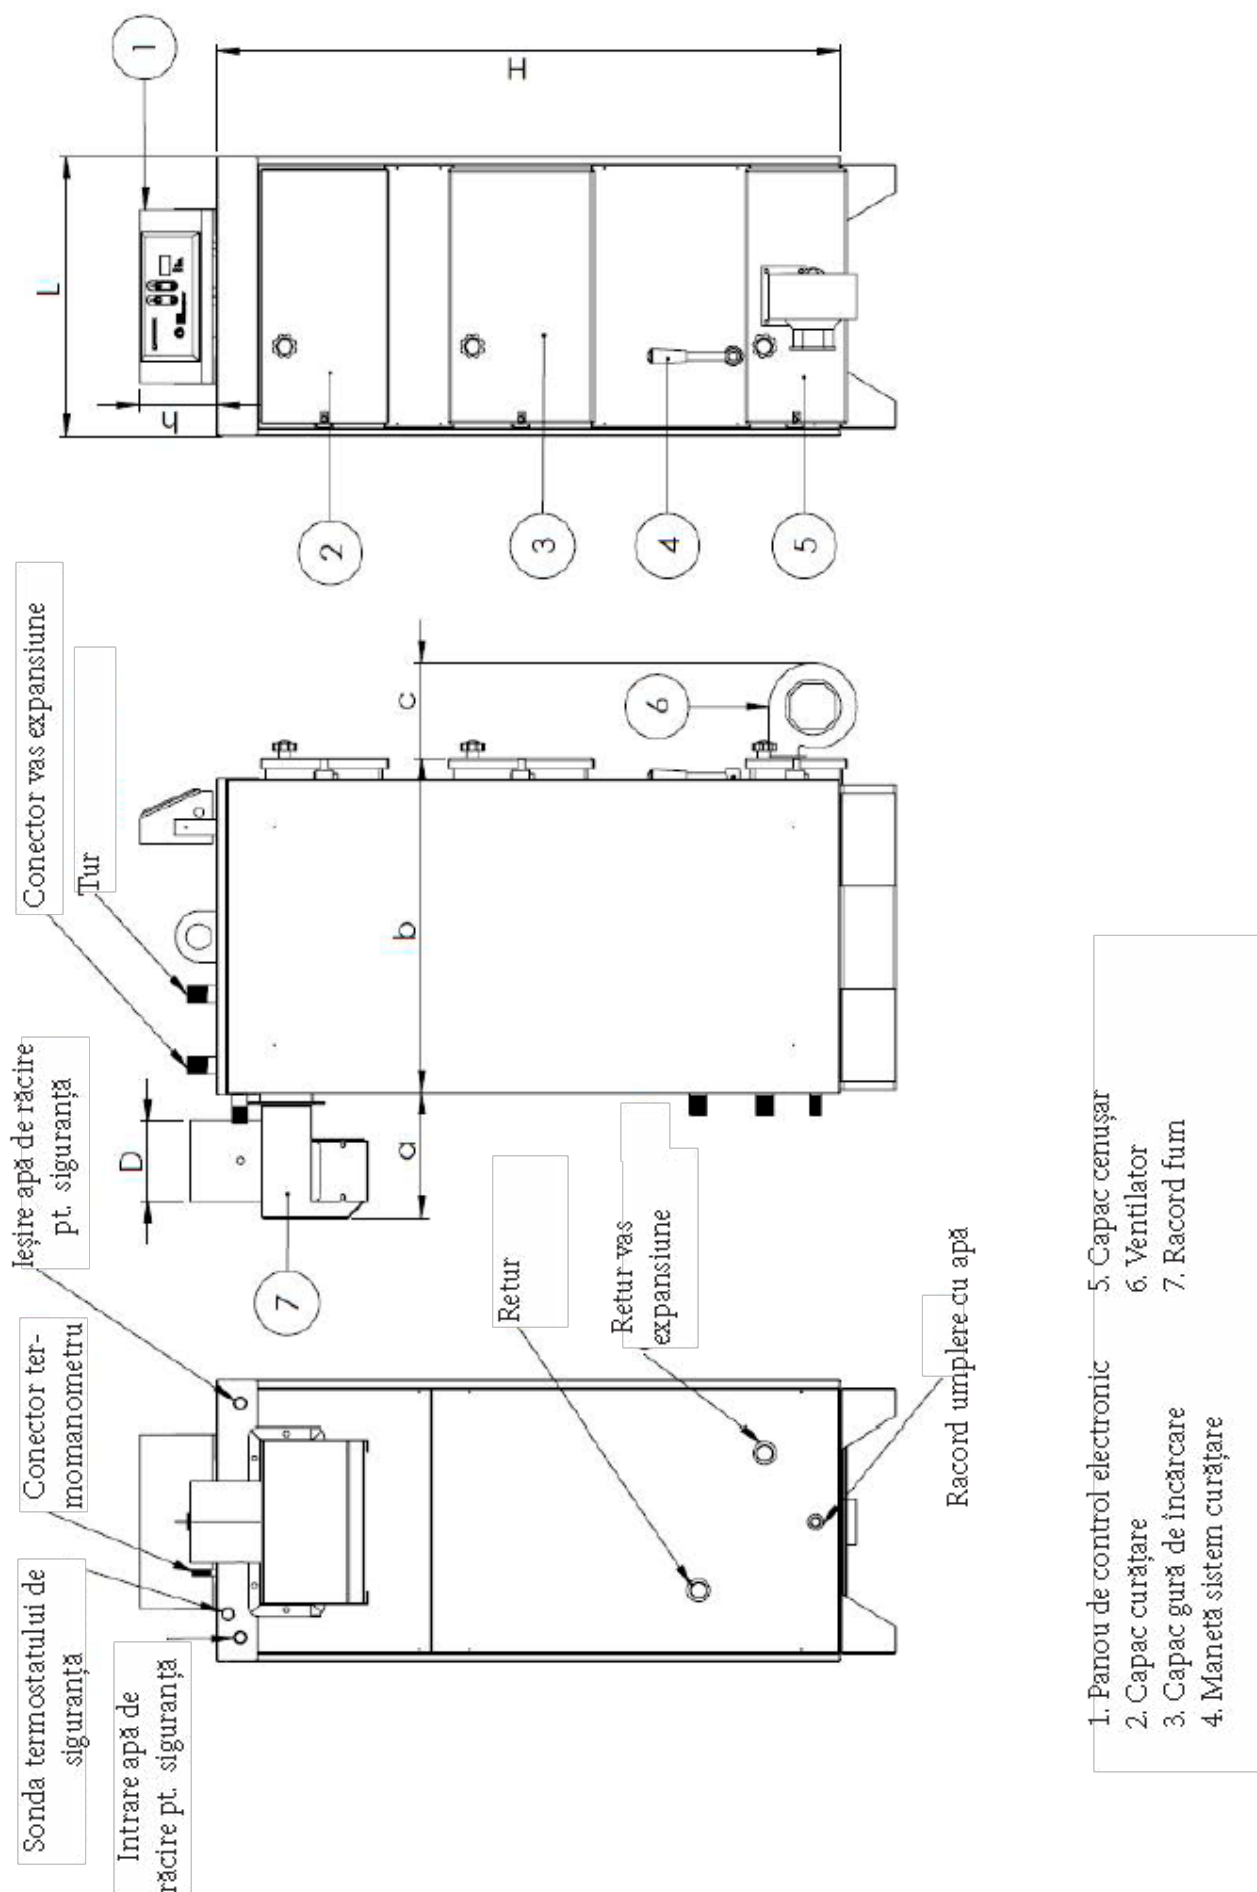 Sonda termostatului de
siguranță
Intrare apă de
răcire pt. siguranță
Conector ter-
momanometru
Ieșire apă de răcire
pt. siguranță
Conector vas expansiune
Tur
1
L
h
H
2
3
4
5
6
c
b
a
D
7
Retur
Retur vas
expansiune
Racord umplere cu apă
1. Panou de control electronic
2. Capac curățare
3. Capac gură de încărcare
4. Manetă sistem curățare
5. Capac cenușar
6. Ventilator
7. Racord fum